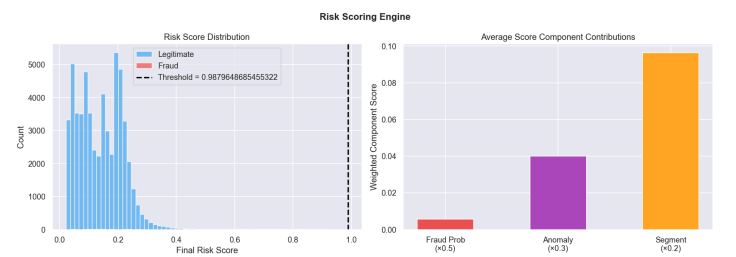 Risk Scoring Engine
Risk Score Distribution
Legitimate
Fraud
Threshold = 0.9879648685455322
Count
5000
4000
3000
2000
1000
0
0.0 0.2 0.4 0.6 0.8 1.0
Final Risk Score
Average Score Component Contributions
Weighted Component Score
0.10
0.08
0.06
0.04
0.02
0.00
Fraud Prob
(×0.5)
Anomaly
(×0.3)
Segment
(×0.2)